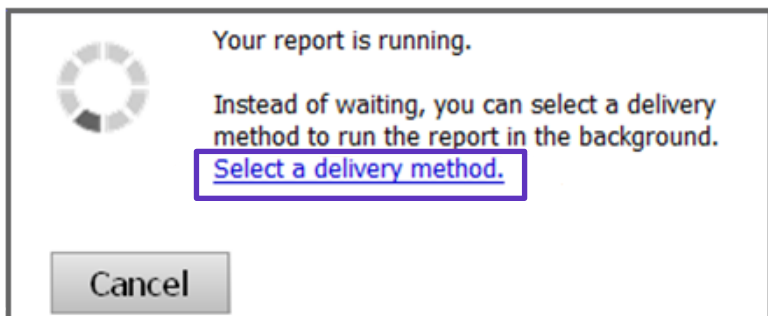 Your report is running.
Instead of waiting, you can select a delivery
method to run the report in the background.
Select a delivery method.
Cancel